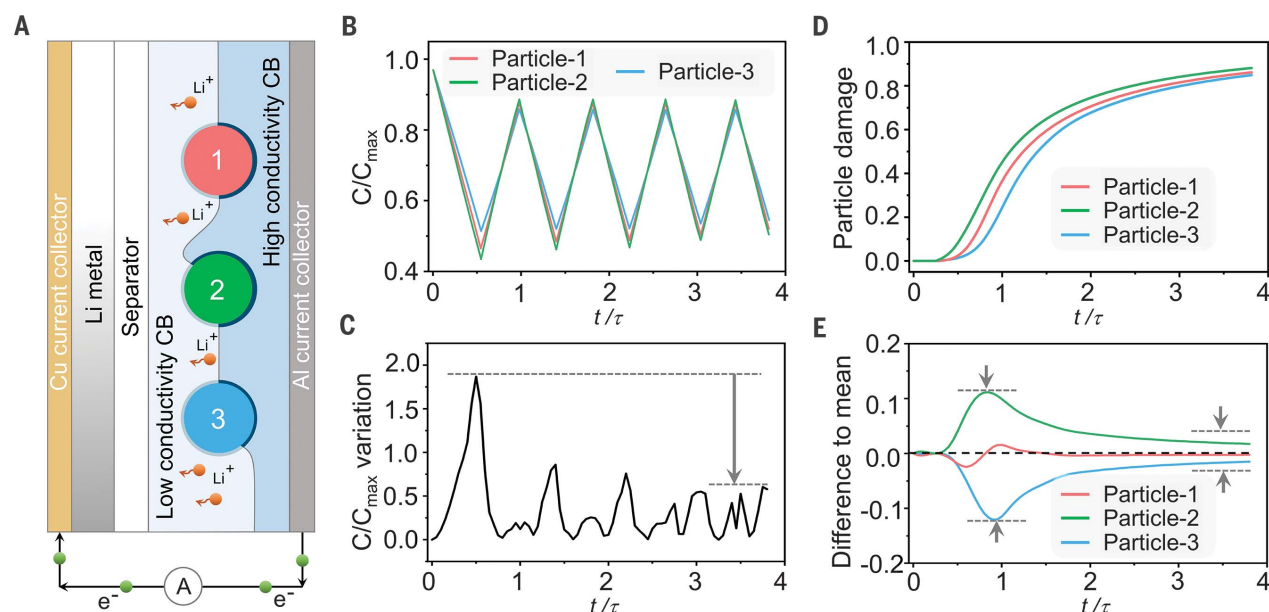 A
Cu current collector
Li metal
Separator
Low conductivity CB
High conductivity CB
Al current collector
Li+
1
Li+
2
Li+
3
Li+
A
e-
e-
B
Particle-1
Particle-2
Particle-3
C/Cmax
1.0
0.8
0.6
0.4
0 1 2 3 4
t/τ
C
C/Cmax variation
2.0
1.5
1.0
0.5
0.0
0 1 2 3 4
t/τ
D
Particle damage
1.0
0.8
0.6
0.4
0.2
0.0
Particle-1
Particle-2
Particle-3
0 1 2 3 4
t/τ
E
Difference to mean
0.2
0.1
0.0
-0.1
-0.2
Particle-1
Particle-2
Particle-3
0 1 2 3 4
t/τ